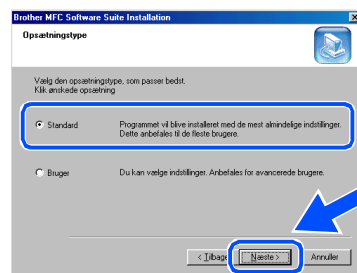 Brother MFC Software Suite Installation
Opsætningstype
Vælg den opsætningstype, som passer bedst.
Klik ønskede opsætning
Standard
Programmet vil blive installeret med de mest almindelige indstillinger.
Dette anbefales til de fleste brugere.
Bruger
Du kan vælge indstillinger. Anbefales for avancerede brugere.
< Tilbage Næste > Annuller